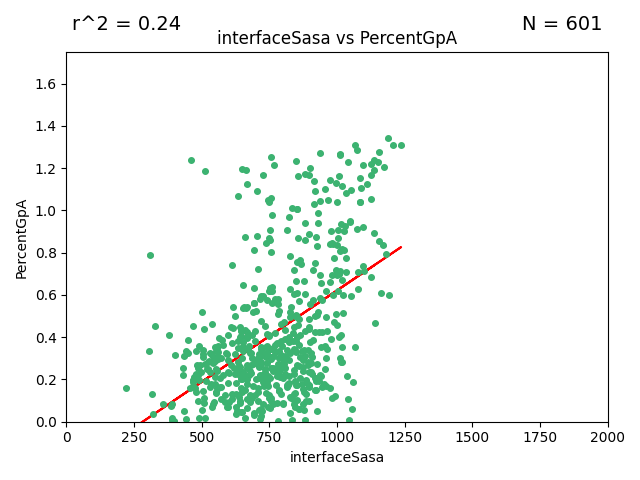 r^2 = 0.24
N = 601
interfaceSasa vs PercentGpA
PercentGpA
1.6
1.4
1.2
1.0
0.8
0.6
0.4
0.2
0.0
0 250 500 750 1000 1250 1500 1750 2000
interfaceSasa